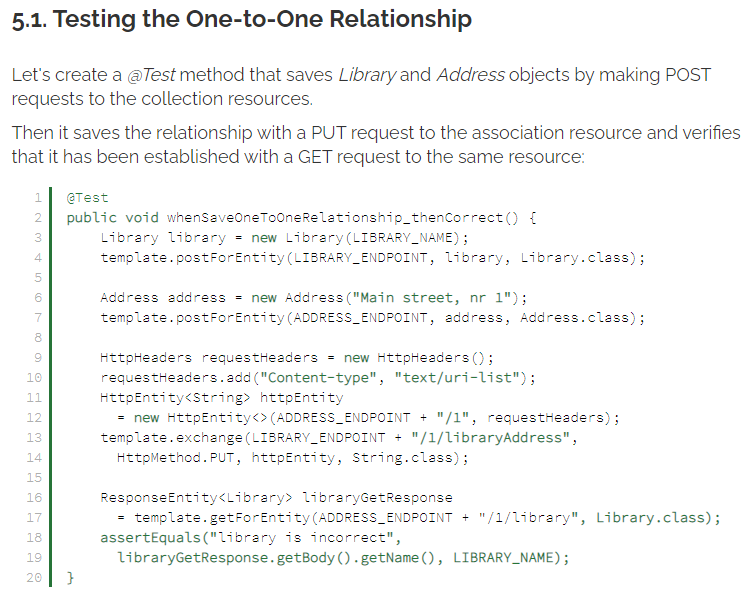 5.1. Testing the One-to-One Relationship
Let's create a @Test method that saves Library and Address objects by making POST
requests to the collection resources.
Then it saves the relationship with a PUT request to the association resource and verifies
that it has been established with a GET request to the same resource:
1 @Test
2 public void whenSaveOneToOneRelationship_thenCorrect() {
3     Library library = new Library(LIBRARY_NAME);
4     template.postForEntity(LIBRARY_ENDPOINT, library, Library.class);
5
6     Address address = new Address("Main street, nr 1");
7     template.postForEntity(ADDRESS_ENDPOINT, address, Address.class);
8
9     HttpHeaders requestHeaders = new HttpHeaders();
10     requestHeaders.add("Content-type", "text/uri-list");
11     HttpEntity<String> httpEntity
12       = new HttpEntity<>(ADDRESS_ENDPOINT + "/1", requestHeaders);
13     template.exchange(LIBRARY_ENDPOINT + "/1/libraryAddress",
14       HttpMethod.PUT, httpEntity, String.class);
15
16     ResponseEntity<Library> libraryGetResponse
17       = template.getForEntity(ADDRESS_ENDPOINT + "/1/library", Library.class);
18     assertEquals("library is incorrect",
19       libraryGetResponse.getBody().getName(), LIBRARY_NAME);
20 }